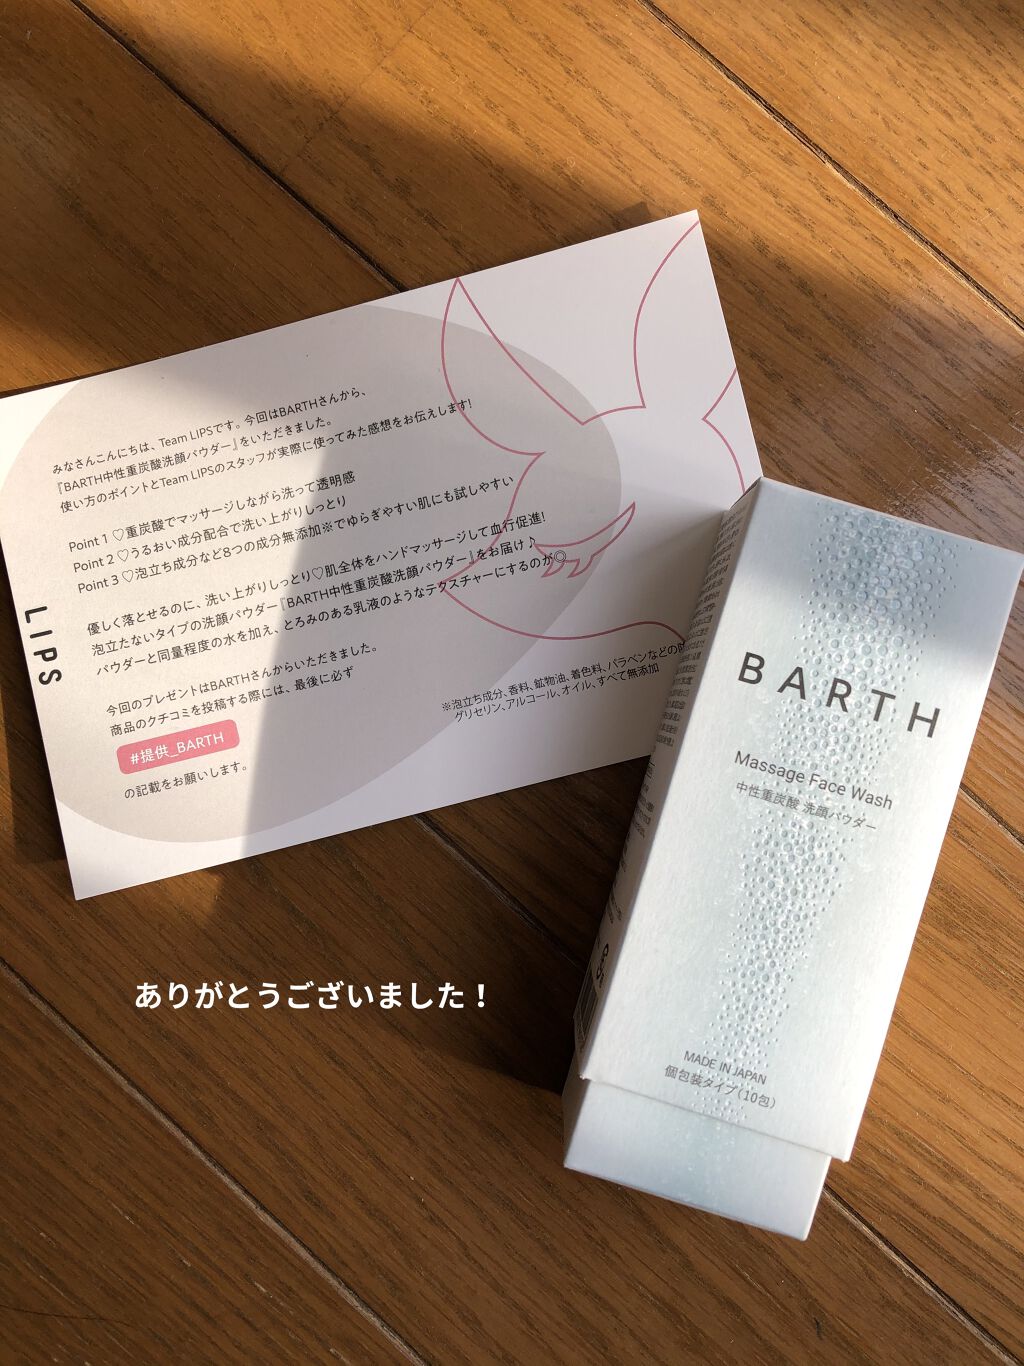 みなさんこんにちは、Team LIPSです。今回はBARTHさんから、
『BARTH中性重炭酸洗顔パウダー』をいただきました。
使い方のポイントとTeam LIPSのスタッフが実際に使ってみた感想をお伝えします!
Point 1 ♡重炭酸でマッサージしながら洗って透明感
Point 2 ♡うるおい成分配合で洗い上がりしっとり
Point 3 ♡泡立ち成分など8つの成分無添加※でゆらぎやすい肌にも試しやすい
優しく落とせるのに、洗い上がりしっとり♡肌全体をハンドマッサージして血行促進!
泡立たないタイプの洗顔パウダー『BARTH中性重炭酸洗顔パウダー』をお届け♪
パウダーと同量程度の水を加え、とろみのある乳液のようなテクスチャーにするのが◎
今回のプレゼントはBARTHさんからいただきました。
商品のクチコミを投稿する際には、最後に必ず
#提供_BARTH
の記載をお願いします。
※泡立ち成分、香料、鉱物油、着色料、パラベンなどの
グリセリン、アルコール、オイル、すべて無添加
LIPS
BARTH
Massage Face Wash
中性重炭酸 洗顔パウダー
MADE IN JAPAN
個包装タイプ(10包)
ありがとうございました！